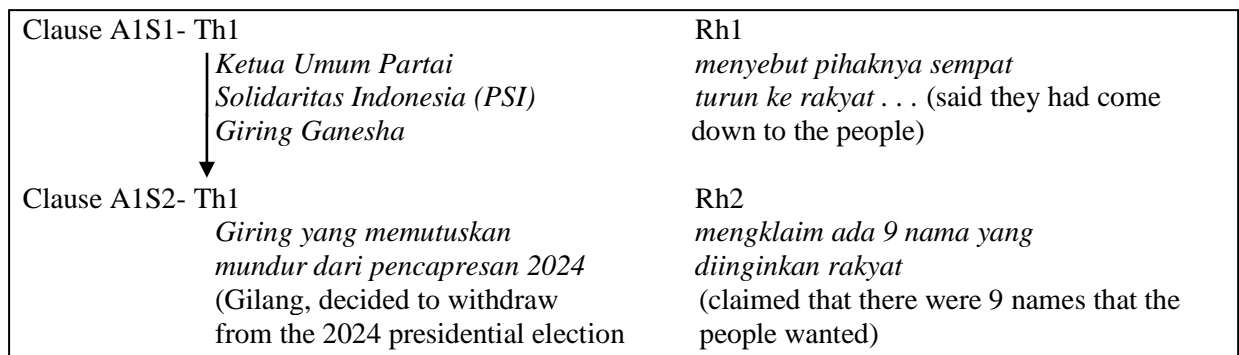 Clause A1S1- Th1 Rh1
Ketua Umum Partai menyebut pihaknya sempat
Solidaritas Indonesia (PSI) turun ke rakyat . . . (said they had come
Giring Ganesha down to the people)
Clause A1S2- Th1 Rh2
Giring yang memutuskan mengklaim ada 9 nama yang
mundur dari pencapresan 2024 diinginkan rakyat
(Gilang, decided to withdraw (claimed that there were 9 names that the
from the 2024 presidential election people wanted)